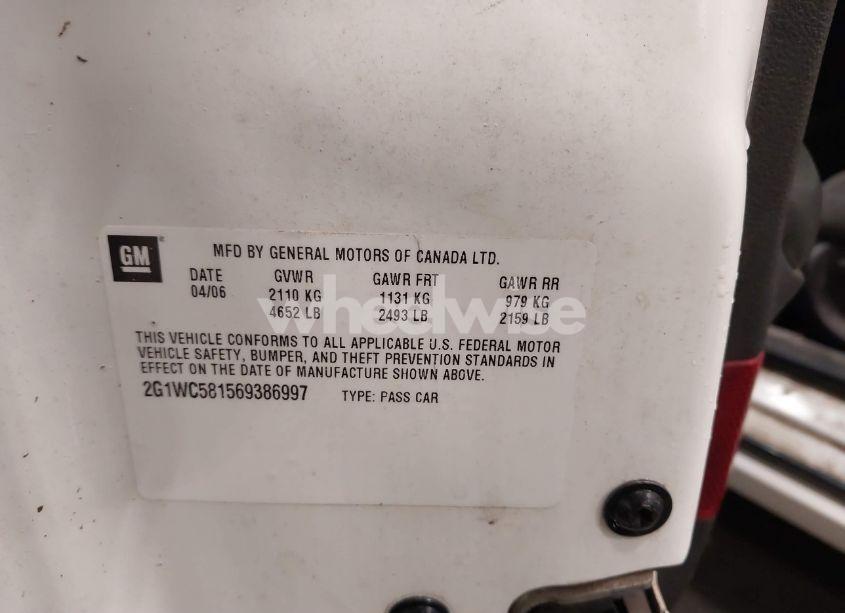 GM
MFD BY GENERAL MOTORS OF CANADA LTD.
DATE GVWR GAWR FRT GAWR RR
04/06 2110 KG 1131 KG 979 KG
4652 LB 2493 LB 2159 LB
wheelwise
THIS VEHICLE CONFORMS TO ALL APPLICABLE U.S. FEDERAL MOTOR
VEHICLE SAFETY, BUMPER, AND THEFT PREVENTION STANDARDS IN
EFFECT ON THE DATE OF MANUFACTURE SHOWN ABOVE.
2G1WC581569386997 TYPE: PASS CAR